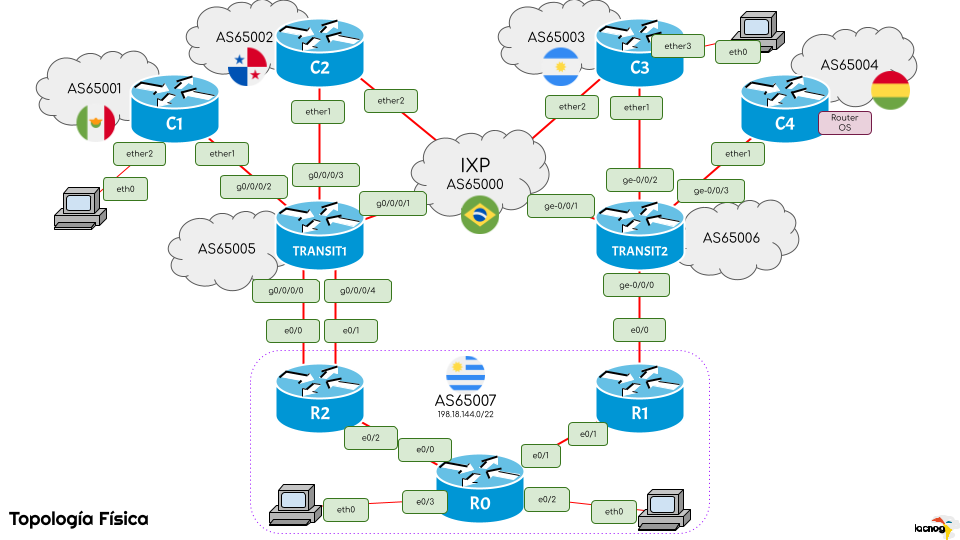 AS65002
C2
AS65003
C3
ether3
eth0
AS65004
C4
Router
OS
AS65001
C1
ether2
ether1
eth0
ether1
ether2
ether2
ether1
ether1
IXP
AS65000
g0/0/0/2
g0/0/0/3
g0/0/0/1
ge-0/0/1
ge-0/0/2
ge-0/0/3
AS65005
TRANSIT1
TRANSIT2
AS65006
g0/0/0/0
g0/0/0/4
ge-0/0/0
e0/0
e0/1
e0/0
R2
AS65007
198.18.144.0/22
R1
e0/2
e0/0
e0/1
e0/1
R0
eth0
e0/3
e0/2
eth0
Topología Física
lacnog